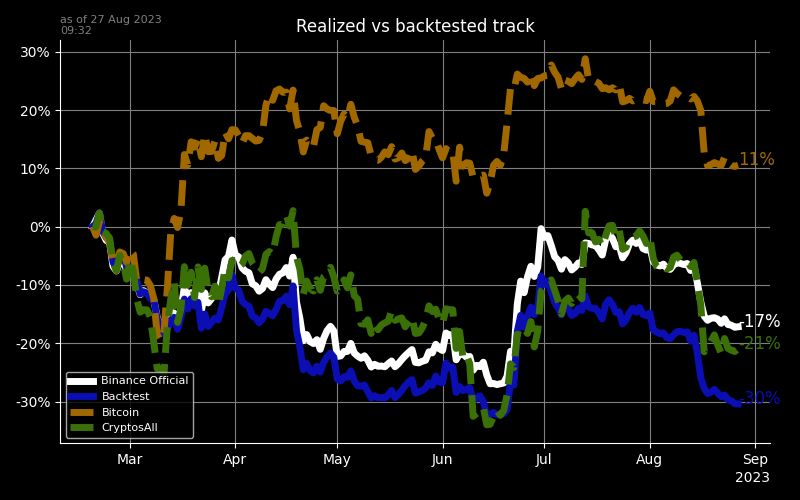 as of 27 Aug 2023
09:32
Realized vs backtested track
30%
20%
10%
0%
-10%
-20%
-30%
11%
-17%
-21%
-30%
Binance Official
Backtest
Bitcoin
CryptosAll
Mar
Apr
May
Jun
Jul
Aug
Sep
2023